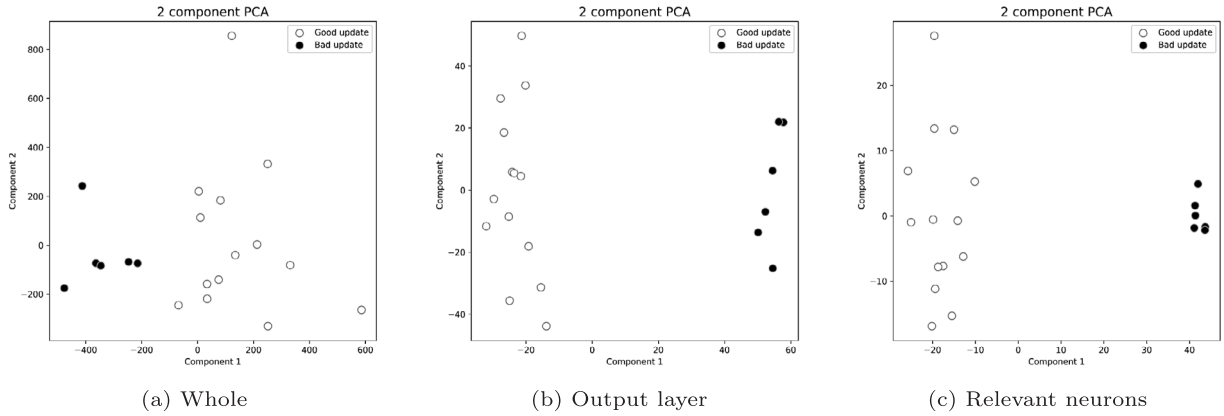 2 component PCA
Good update
Bad update
800
600
400
200
0
−200
Component 2
−400
−200
0
200
400
600
Component 1
(a) Whole
2 component PCA
Good update
Bad update
40
20
0
−20
−40
Component 2
−20
0
20
40
60
Component 1
(b) Output layer
2 component PCA
Good update
Bad update
20
10
0
−10
Component 2
−20
−10
0
10
20
30
40
Component 1
(c) Relevant neurons